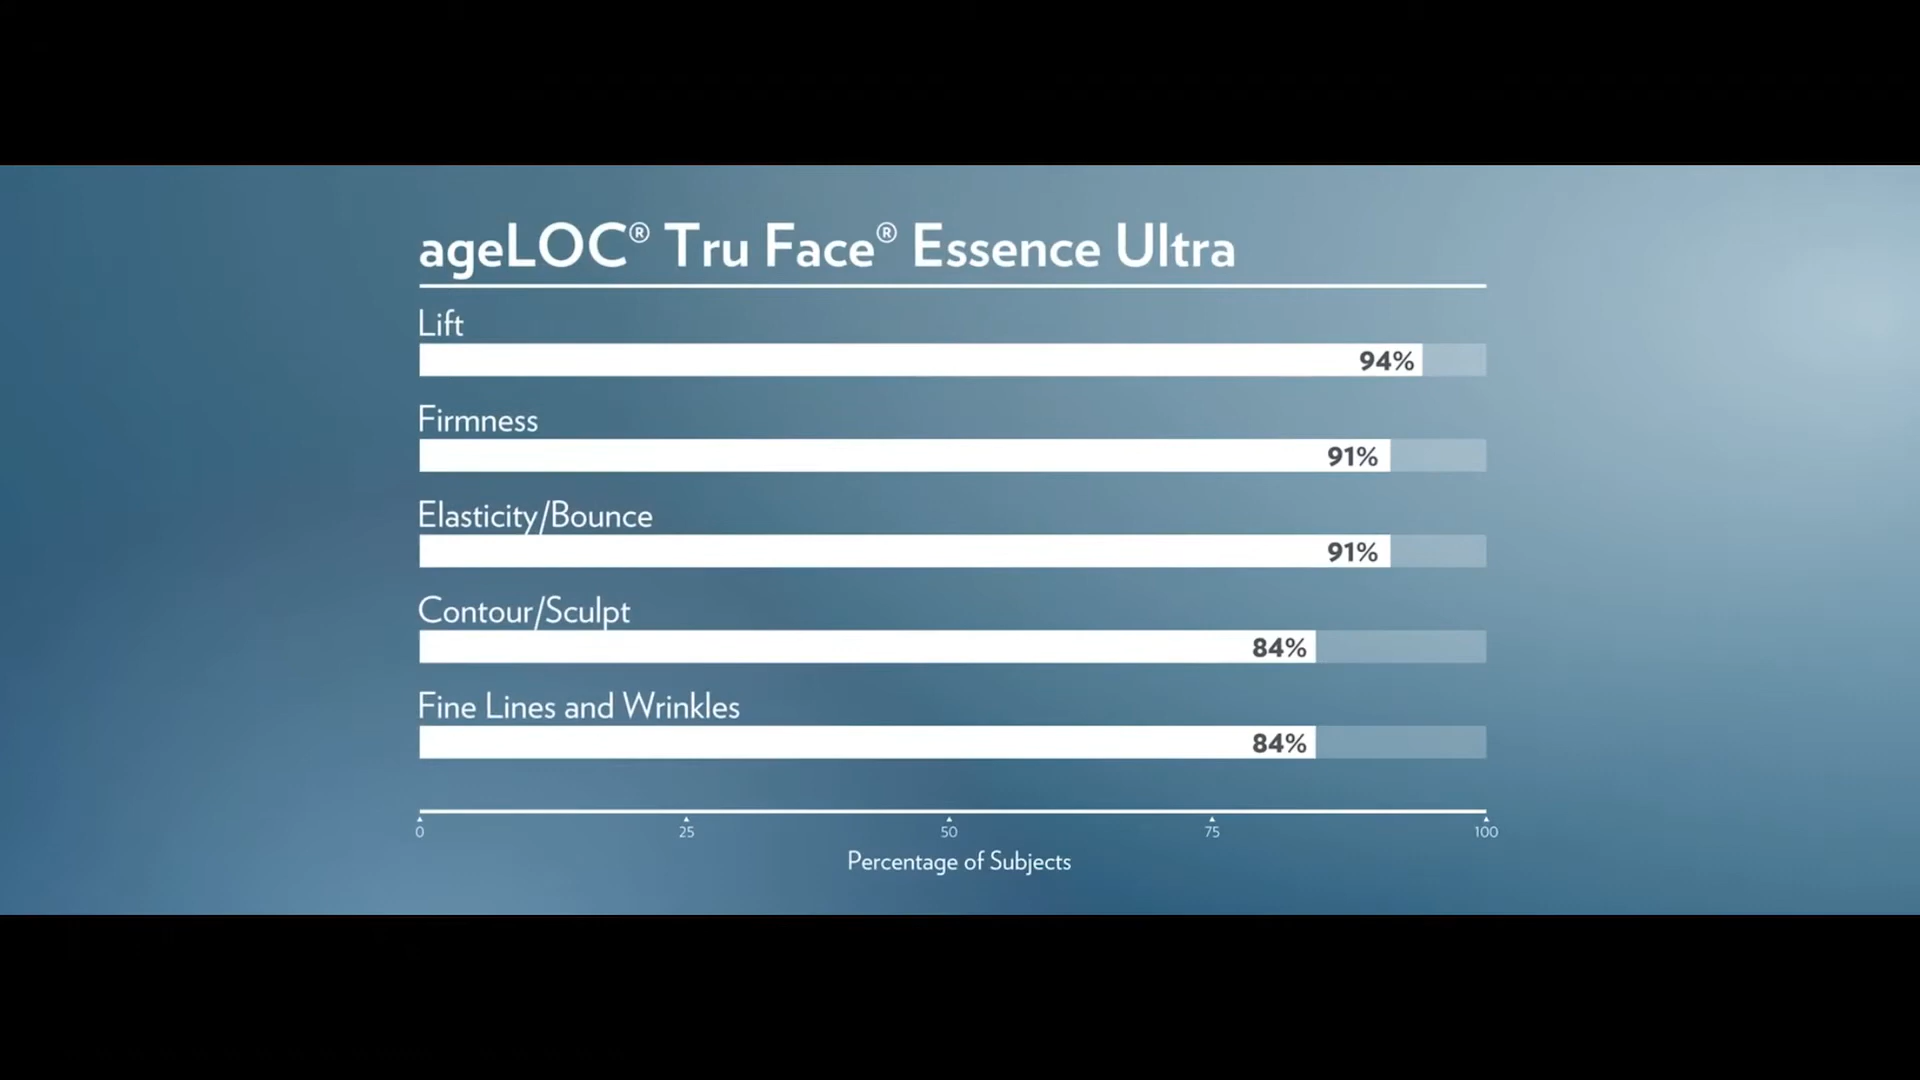 ageLOC® Tru Face® Essence Ultra
Lift
94%
Firmness
91%
Elasticity/Bounce
91%
Contour/Sculpt
84%
Fine Lines and Wrinkles
84%
0 25 50 75 100
Percentage of Subjects